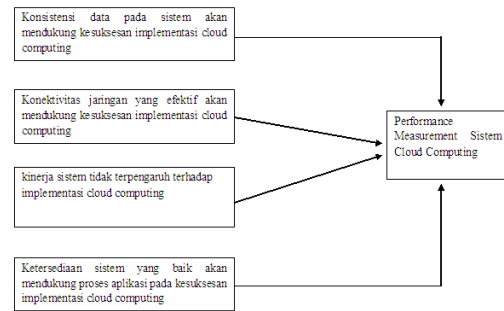 Konsistensi data pada sistem akan
mendukung kesuksesan implementasi cloud
computing
Konektivitas jaringan yang efektif akan
mendukung kesuksesan implementasi cloud
computing
kinerja sistem tidak terpengaruh terhadap
implementasi cloud computing
Ketersediaan sistem yang baik akan
mendukung proses aplikasi pada kesuksesan
implementasi cloud computing
Performance
Measurement Sistem
Cloud Computing